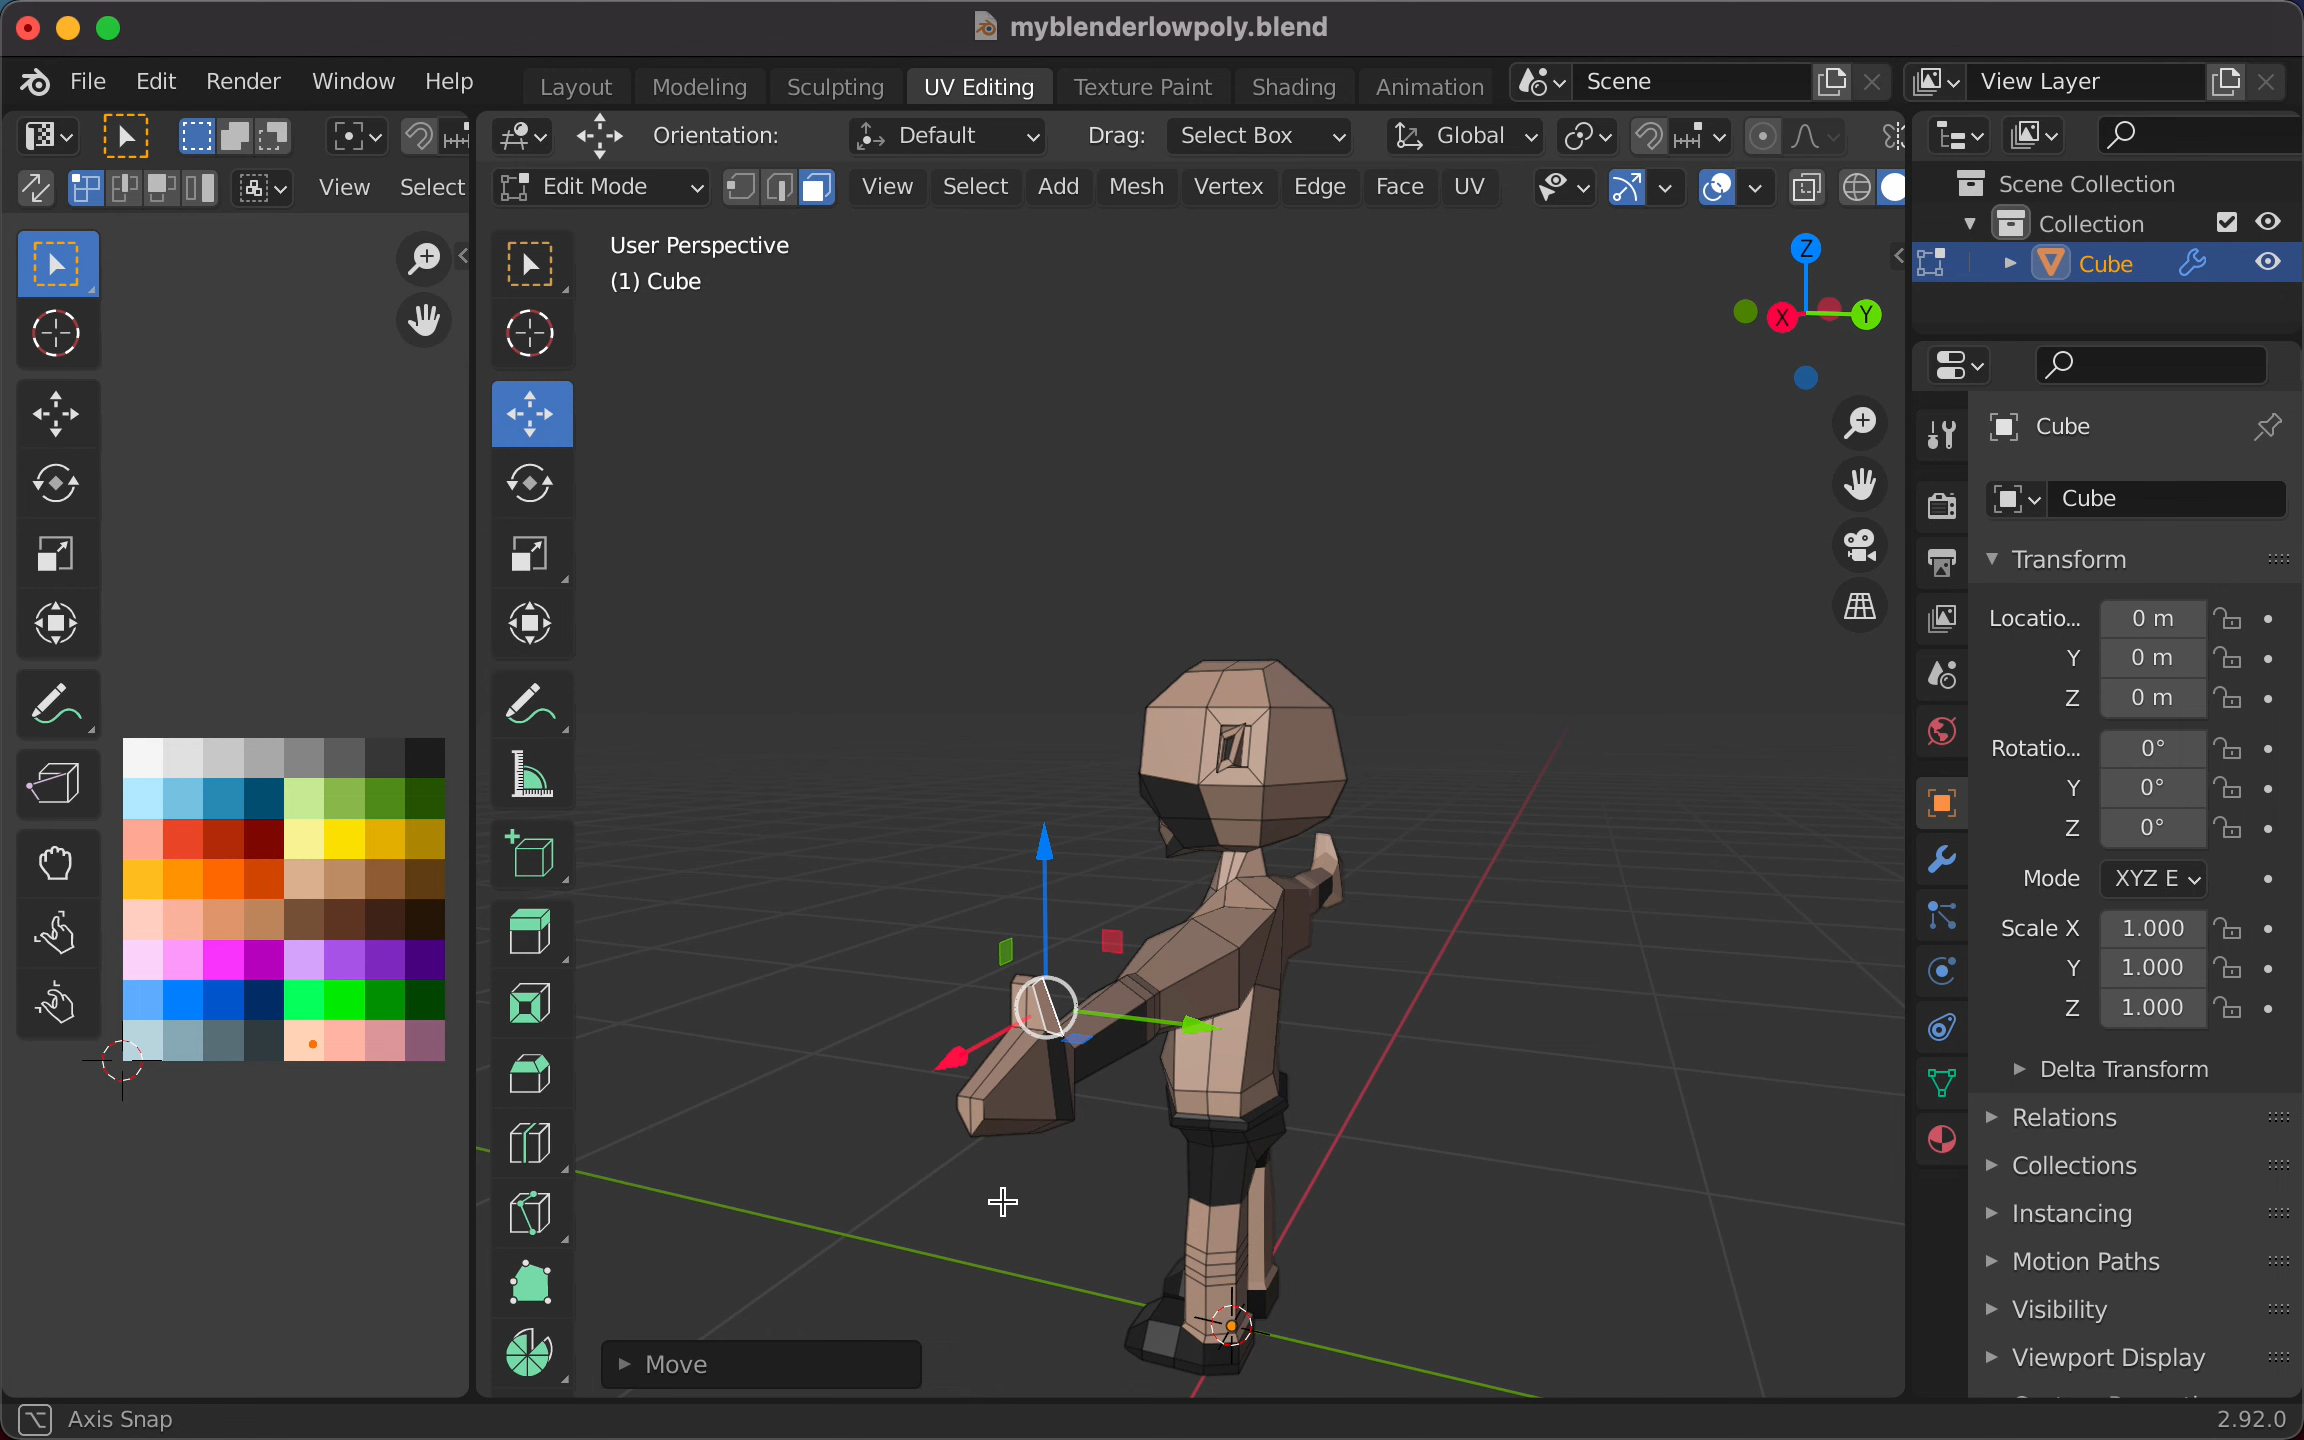 myblenderlowpoly.blend
File Edit Render Window Help Layout Modeling Sculpting UV Editing Texture Paint Shading Animation Scene View Layer
Orientation: Default Drag: Select Box Global
View Select Edit Mode View Select Add Mesh Vertex Edge Face UV
User Perspective
(1) Cube
Z
X
Y
Scene Collection
Collection
Cube
Cube
Cube
Transform
Locatio... 0 m
Y 0 m
Z 0 m
Rotatio... 0°
Y 0°
Z 0°
Mode XYZ E
Scale X 1.000
Y 1.000
Z 1.000
Delta Transform
Relations
Collections
Instancing
Motion Paths
Visibility
Viewport Display
Move
Axis Snap
2.92.0